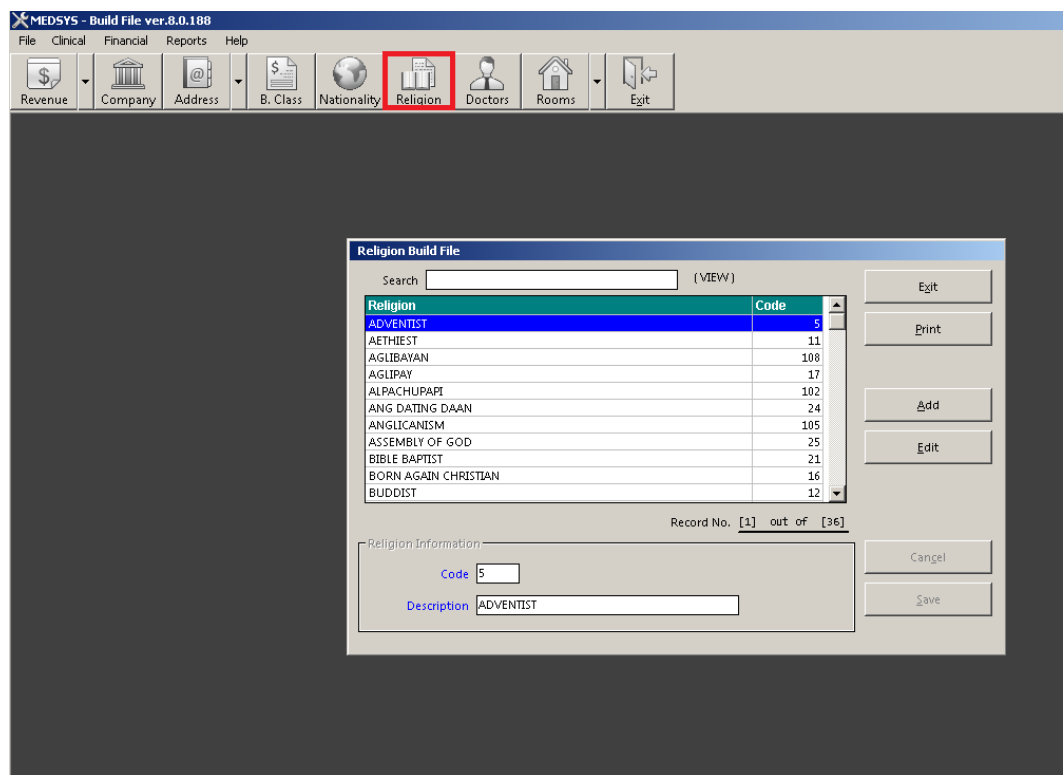 MEDSYS - Build File ver.8.0.188
File Clinical Financial Reports Help
Revenue Company Address B. Class Nationality Religion Doctors Rooms Exit
Religion Build File
Search (VIEW)
Exit
Religion Code
ADVENTIST 5
Print
AETHIEST 11
AGLIBAYAN 108
AGLIPAY 17
ALPACHUPAPI 102
ANG DATING DAAN 24
Add
ANGLICANISM 105
ASSEMBLY OF GOD 25
Edit
BIBLE BAPTIST 21
BORN AGAIN CHRISTIAN 16
BUDDIST 12
Record No. [1] out of [36]
Religion Information
Cancel
Code 5
Save
Description ADVENTIST